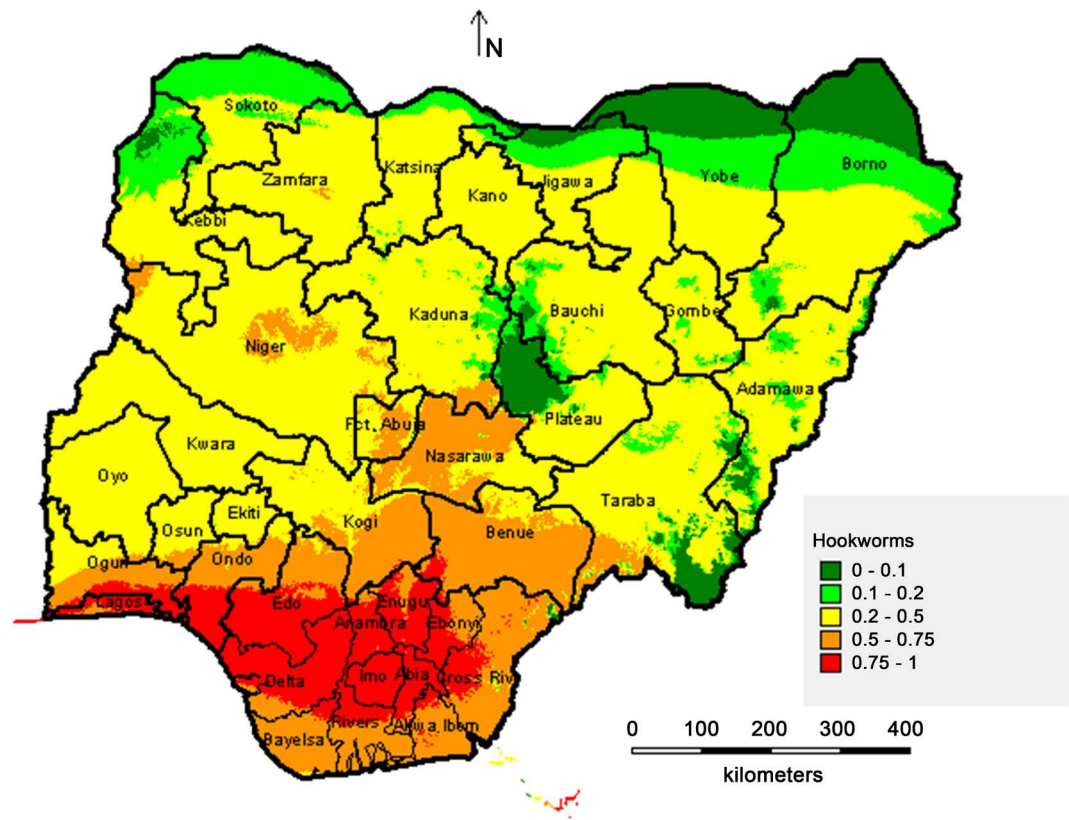 N
Sokoto
Katsina
Jigawa
Yobe
Borno
Zamfara
Kano
Kebbi
Kaduna
Bauchi
Gombe
Niger
Adamawa
Plateau
Fct. Abuja
Kwara
Nasarawa
Oyo
Taraba
Ekiti
Kogi
Osun
Benue
Ogun
Ondo
Lagos
Edo
Enugu
Anambra
Ebonyi
Delta
Imo
Abia
Cross Riv
Rivers
Akwa Ibom
Bayelsa
Hookworms
0 - 0.1
0.1 - 0.2
0.2 - 0.5
0.5 - 0.75
0.75 - 1
0 100 200 300 400
kilometers